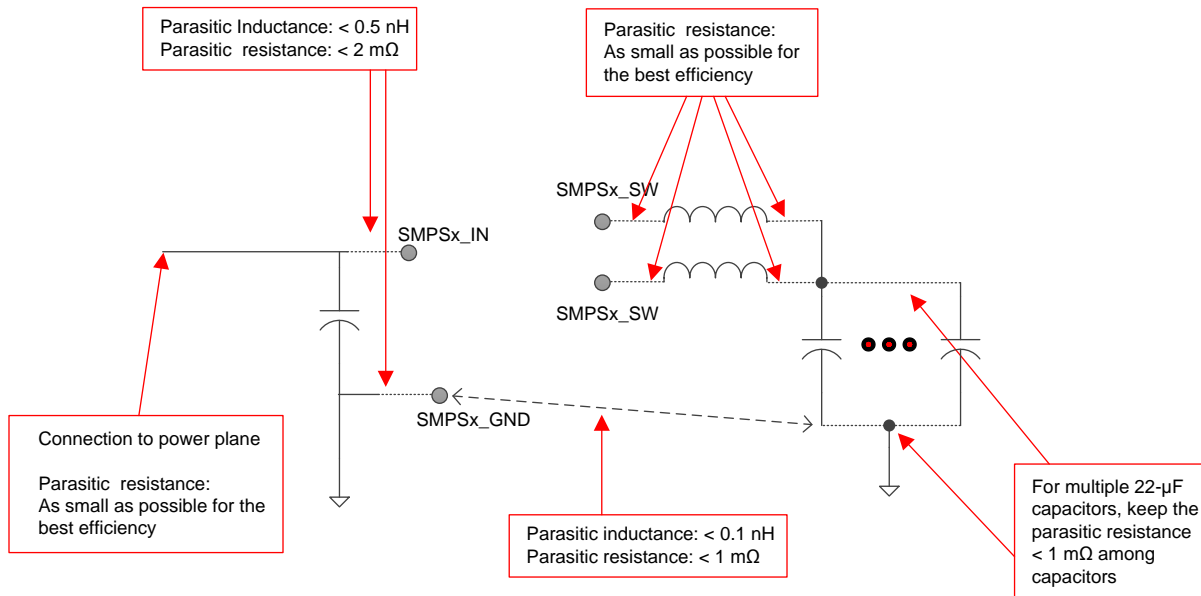 Parasitic Inductance: < 0.5 nH
Parasitic resistance: < 2 mΩ
Parasitic resistance:
As small as possible for
the best efficiency
SMPSx_SW
SMPSx_IN
SMPSx_SW
SMPSx_GND
Connection to power plane
Parasitic resistance:
As small as possible for the
best efficiency
Parasitic inductance: < 0.1 nH
Parasitic resistance: < 1 mΩ
For multiple 22-µF
capacitors, keep the
parasitic resistance
< 1 mΩ among
capacitors